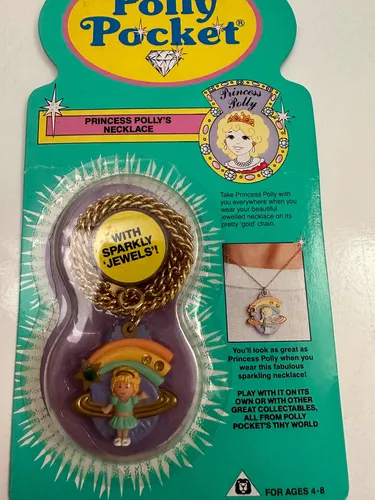 Polly
Pocket®
Princess
Polly
PRINCESS POLLY'S
NECKLACE
Take Princess Polly with
you everywhere when you
wear your beautiful
jewelled necklace on its
pretty 'gold' chain.
WITH
SPARKLY
'JEWELS'!
You'll look as great as
Princess Polly when you
wear this fabulous
sparkling necklace!
PLAY WITH IT ON ITS
OWN OR WITH OTHER
GREAT COLLECTABLES,
ALL FROM POLLY
POCKET'S TINY WORLD
FOR AGES 4-8